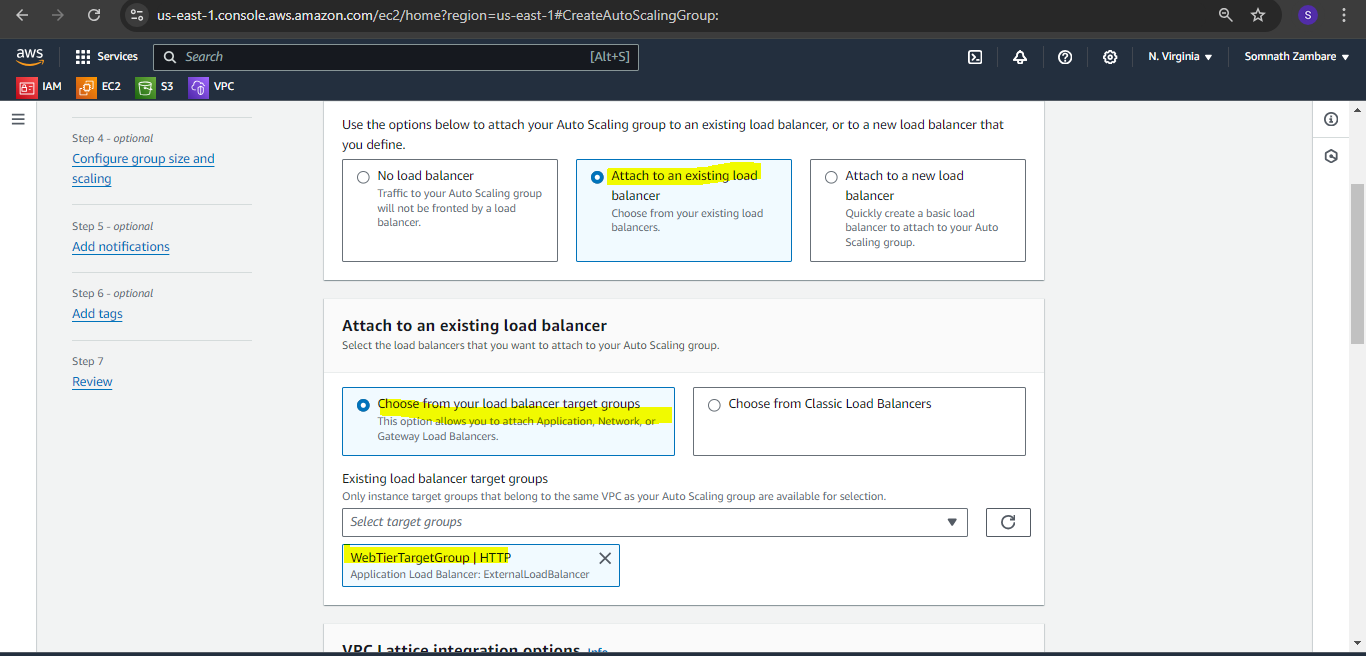 us-east-1.console.aws.amazon.com/ec2/home?region=us-east-1#CreateAutoScalingGroup:
S
aws
Services
Search
[Alt+S]
N. Virginia
Somnath Zambare
IAM
EC2
S3
VPC
Step 4 - optional
Configure group size and
scaling
Step 5 - optional
Add notifications
Step 6 - optional
Add tags
Step 7
Review
Use the options below to attach your Auto Scaling group to an existing load balancer, or to a new load balancer that
you define.
No load balancer
Traffic to your Auto Scaling group
will not be fronted by a load
balancer.
Attach to an existing load
balancer
Choose from your existing load
balancers.
Attach to a new load
balancer
Quickly create a basic load
balancer to attach to your Auto
Scaling group.
Attach to an existing load balancer
Select the load balancers that you want to attach to your Auto Scaling group.
Choose from your load balancer target groups
This option allows you to attach Application, Network, or
Gateway Load Balancers.
Choose from Classic Load Balancers
Existing load balancer target groups
Only instance target groups that belong to the same VPC as your Auto Scaling group are available for selection.
Select target groups
WebTierTargetGroup | HTTP
Application Load Balancer: ExternalLoadBalancer
VPC Lattice integration options Info